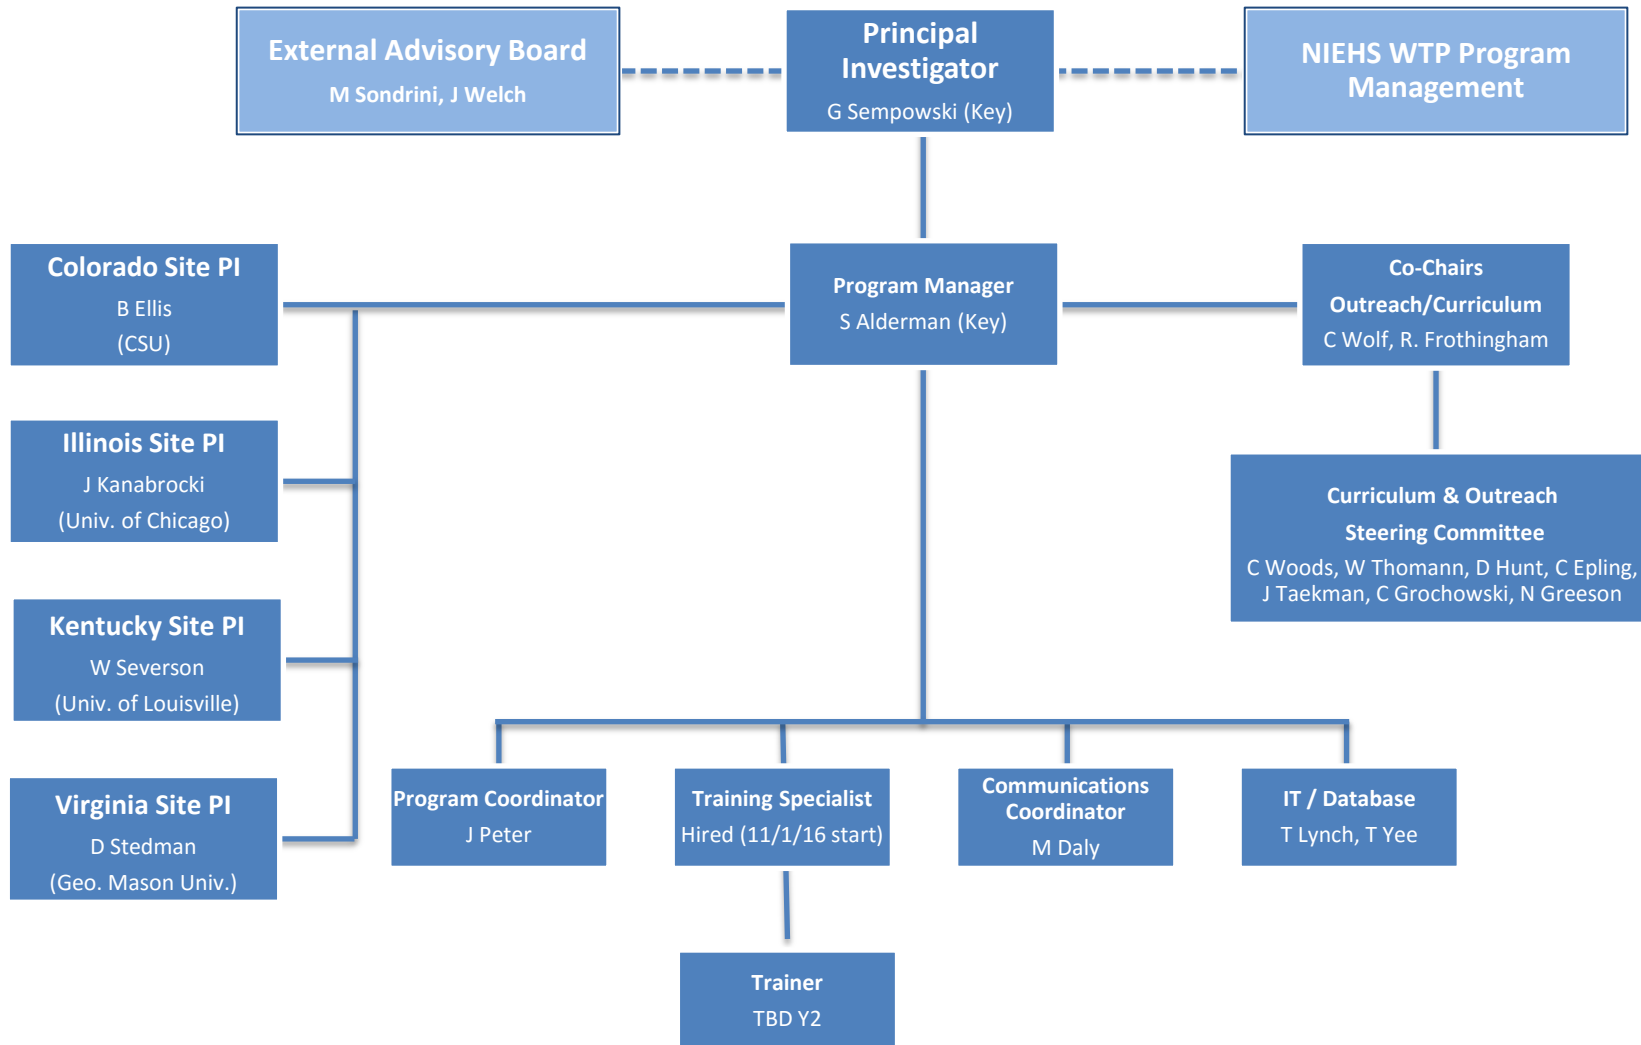 External Advisory Board
M Sondrini, J Welch
Principal
Investigator
G Sempowski (Key)
NIEHS WTP Program
Management
Colorado Site PI
B Ellis
(CSU)
Program Manager
S Alderman (Key)
Co-Chairs
Outreach/Curriculum
C Wolf, R. Frothingham
Illinois Site PI
J Kanabrocki
(Univ. of Chicago)
Curriculum & Outreach
Steering Committee
C Woods, W Thomann, D Hunt, C Epling,
J Taekman, C Grochowski, N Greeson
Kentucky Site PI
W Severson
(Univ. of Louisville)
Virginia Site PI
D Stedman
(Geo. Mason Univ.)
Program Coordinator
J Peter
Training Specialist
Hired (11/1/16 start)
Communications
Coordinator
M Daly
IT / Database
T Lynch, T Yee
Trainer
TBD Y2